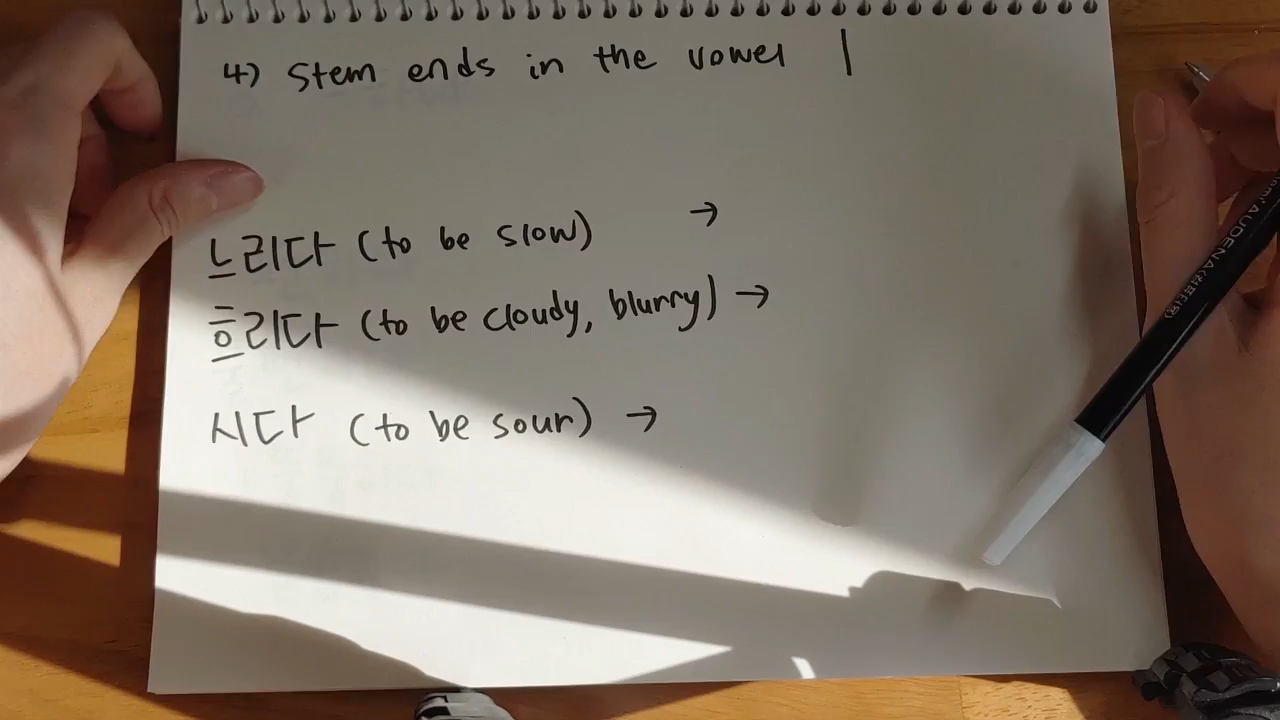 4) Stem ends in the vowel ㅣ
느리다 (to be slow) →
흐리다 (to be cloudy, blurry) →
시다 (to be sour) →
AUDENA